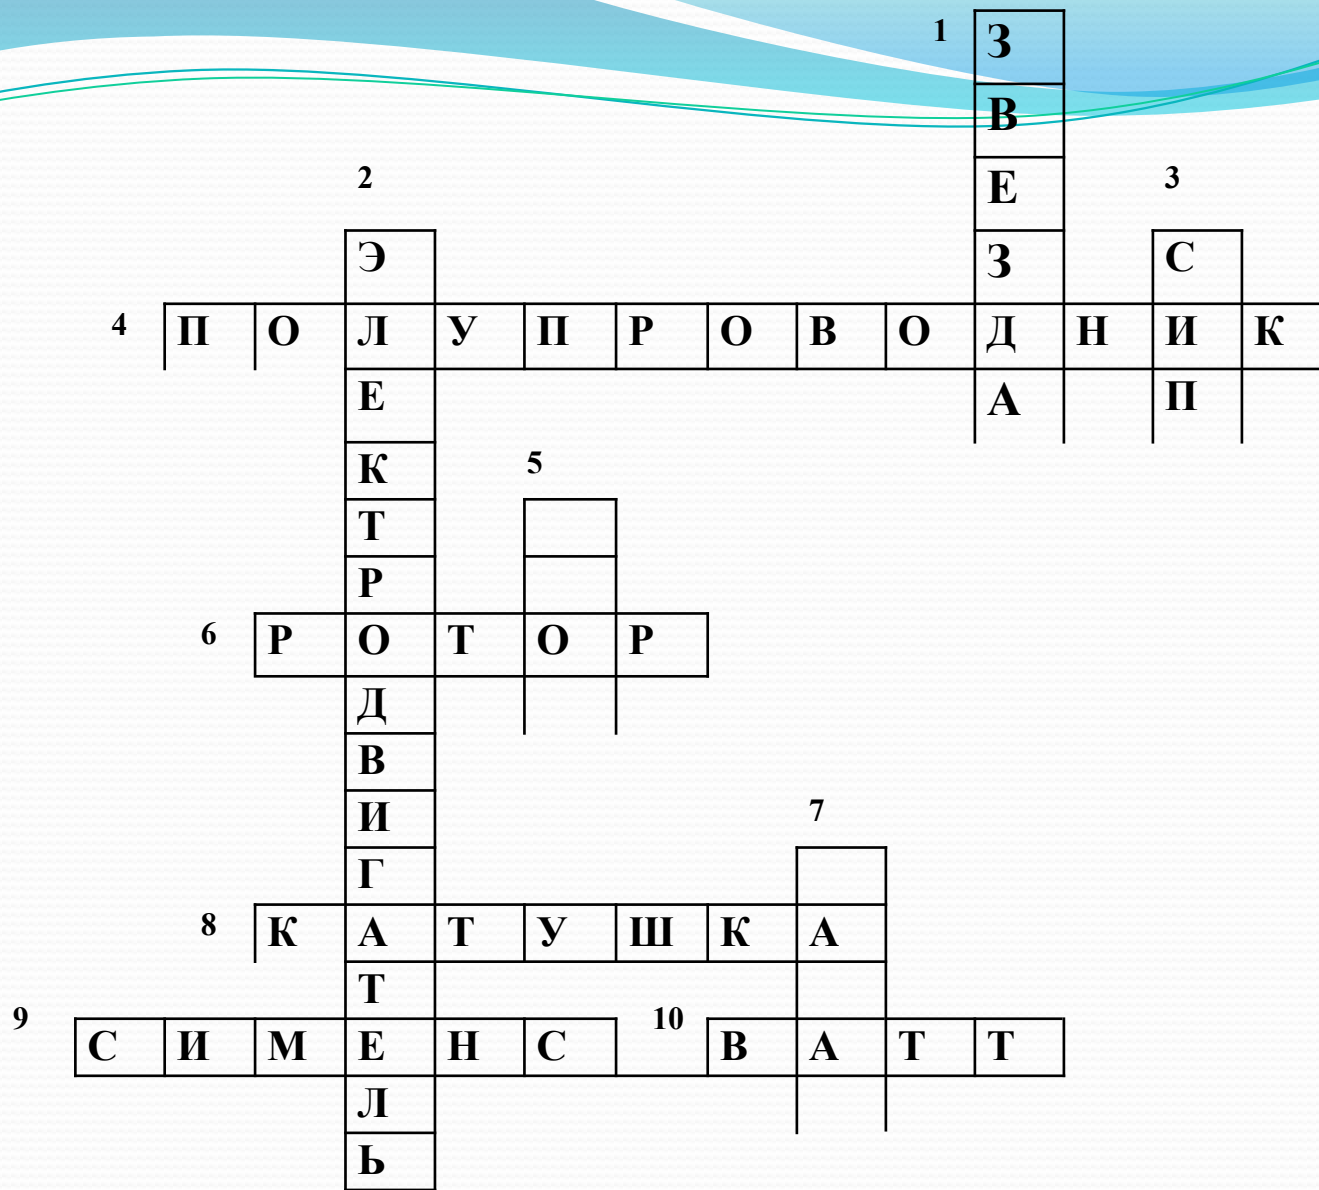 1 З
В
2 Е 3
Э З С
4 П О Л У П Р О В О Д Н И К
Е А П
К 5
Т
Р
6 Р О Т О Р
Д
В
И 7
Г
8 К А Т У Ш К А
Т
9 С И М Е Н С 10 В А Т Т
Л
Ь